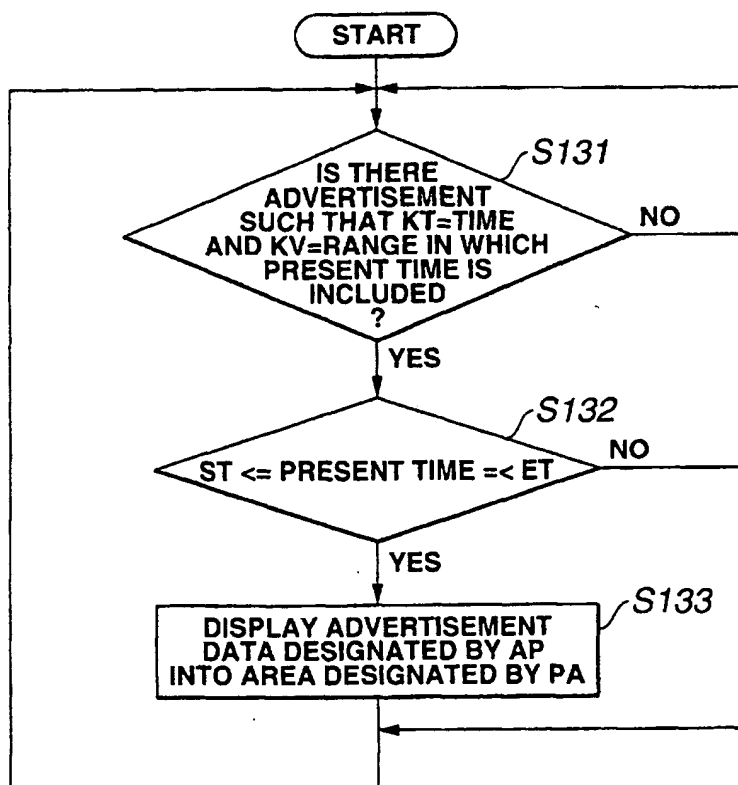 START
S131
IS THERE
ADVERTISEMENT
SUCH THAT KT=TIME
AND KV=RANGE IN WHICH
PRESENT TIME IS
INCLUDED
?
NO
YES
S132
ST <= PRESENT TIME =< ET
NO
YES
S133
DISPLAY ADVERTISEMENT
DATA DESIGNATED BY AP
INTO AREA DESIGNATED BY PA